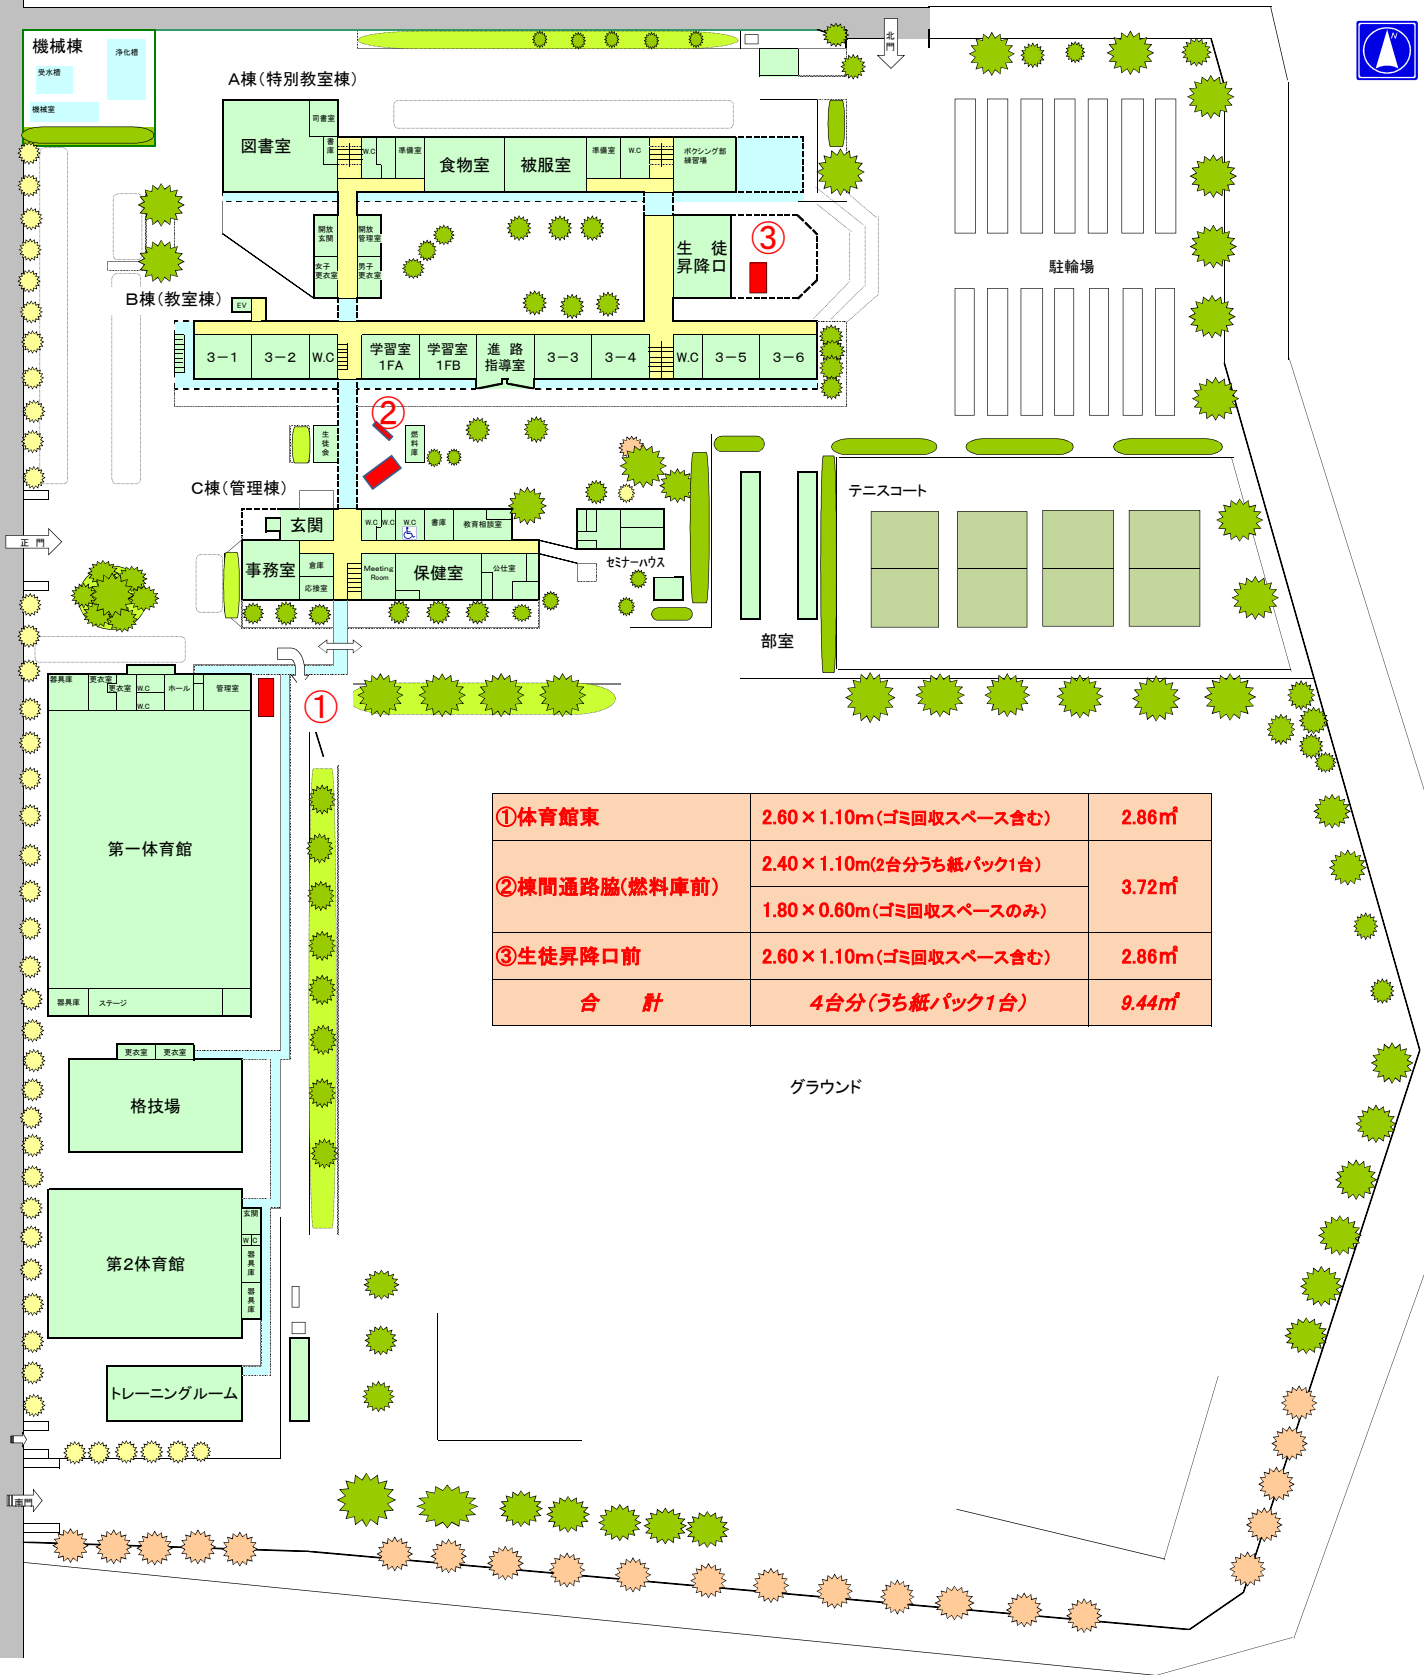 機械棟
浄化槽
受水槽
機械室
北門
N
A棟(特別教室棟)
図書室
司書室
書庫
W.C
準備室
食物室
被服室
準備室
W.C
ボクシング部
練習場
開放
玄関
開放
管理室
女子
更衣室
男子
更衣室
生 徒
昇降口
③
駐輪場
B棟(教室棟)
EV
3-1
3-2
W.C
学習室
1FA
学習室
1FB
進 路
指導室
3-3
3-4
W.C
3-5
3-6
②
生徒会
燃料庫
C棟(管理棟)
玄関
W.C
W.C
W.C
書庫
教育相談室
事務室
倉庫
応接室
Meeting
Room
保健室
公仕室
セミナーハウス
テニスコート
部室
正門
器具庫
更衣室
更衣室
W.C
W.C
ホール
管理室
①
第一体育館
器具庫
ステージ
①体育館東
2.60×1.10m(ゴミ回収スペース含む)
2.86㎡
②棟間通路脇(燃料庫前)
2.40×1.10m(2台分うち紙パック1台)
1.80×0.60m(ゴミ回収スペースのみ)
3.72㎡
③生徒昇降口前
2.60×1.10m(ゴミ回収スペース含む)
2.86㎡
合 計
4台分(うち紙パック1台)
9.44㎡
グラウンド
更衣室
更衣室
格技場
第2体育館
玄関
W C
器具庫
器具庫
トレーニングルーム
南門